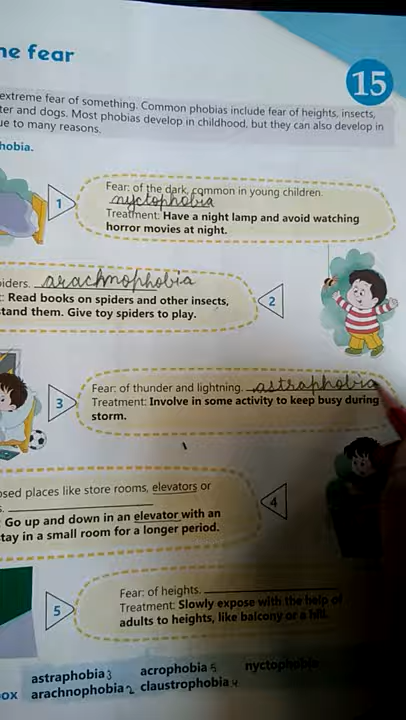 ne fear
15
extreme fear of something. Common phobias include fear of heights, insects,
ter and dogs. Most phobias develop in childhood, but they can also develop in
ue to many reasons.
hobia.
1
Fear: of the dark, common in young children.
nyctophobia
Treatment: Have a night lamp and avoid watching
horror movies at night.
piders. arachnophobia
: Read books on spiders and other insects,
stand them. Give toy spiders to play.
2
3
Fear: of thunder and lightning. astraphobia
Treatment: Involve in some activity to keep busy during
storm.
osed places like store rooms, elevators or
s.
Go up and down in an elevator with an
tay in a small room for a longer period.
4
5
Fear: of heights.
Treatment: Slowly expose with the help of
adults to heights, like balcony or a hill.
astraphobia 3 acrophobia 5 nyctophobia
ox arachnophobia 2 claustrophobia 4